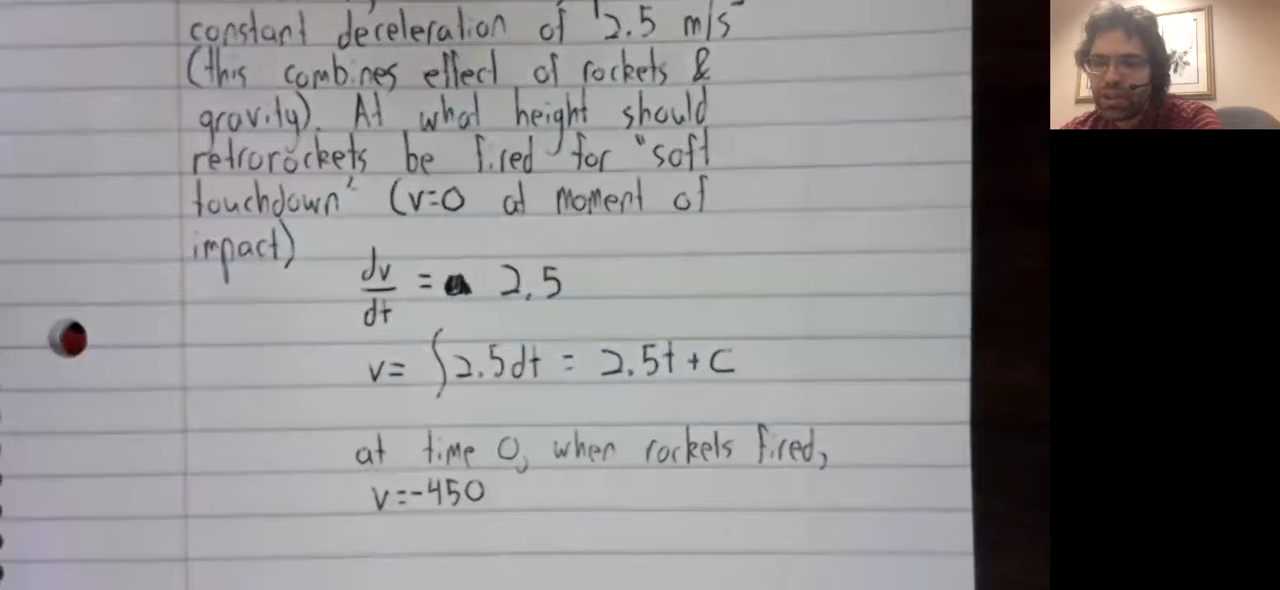 constant deceleration of 2.5 m/s
(this combines effect of rockets &
gravity). At what height should
retrorockets be fired for "soft
touchdown" (v=0 at moment of
impact)
dv/dt = 2.5
v= ∫2.5dt = 2.5t + C
at time 0, when rockets fired,
v=-450